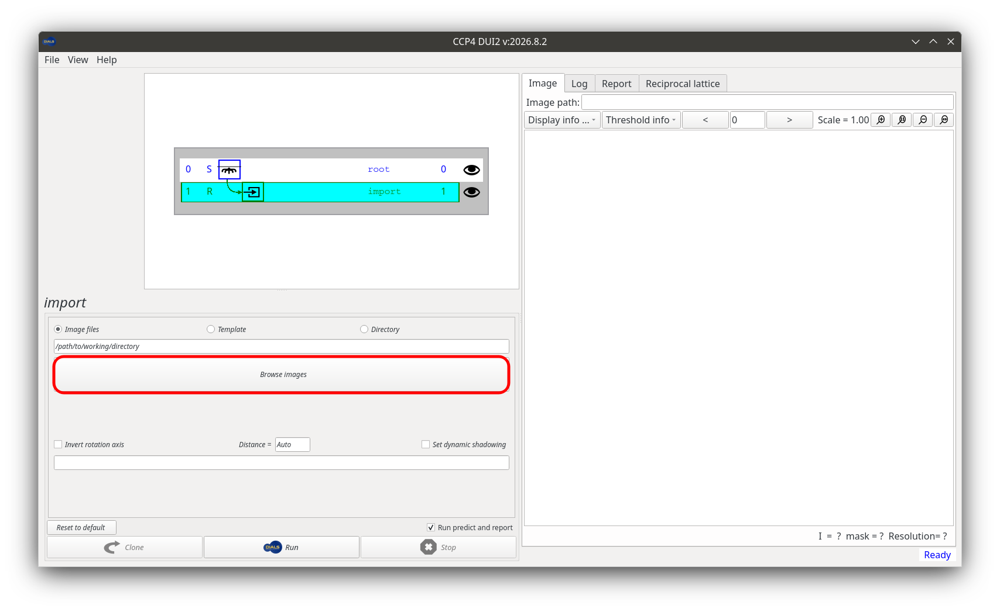 DIALS
CCP4 DUI2 v:2026.8.2
File View Help
Image Log Report Reciprocal lattice
Image path:
Display info ... Threshold info < 0 > Scale = 1.00
0 S root 0
1 R import 1
import
Image files Template Directory
/path/to/working/directory
Browse images
Invert rotation axis Distance = Auto Set dynamic shadowing
Reset to default Run predict and report
Clone DIALS Run Stop
I = ? mask = ? Resolution= ?
Ready